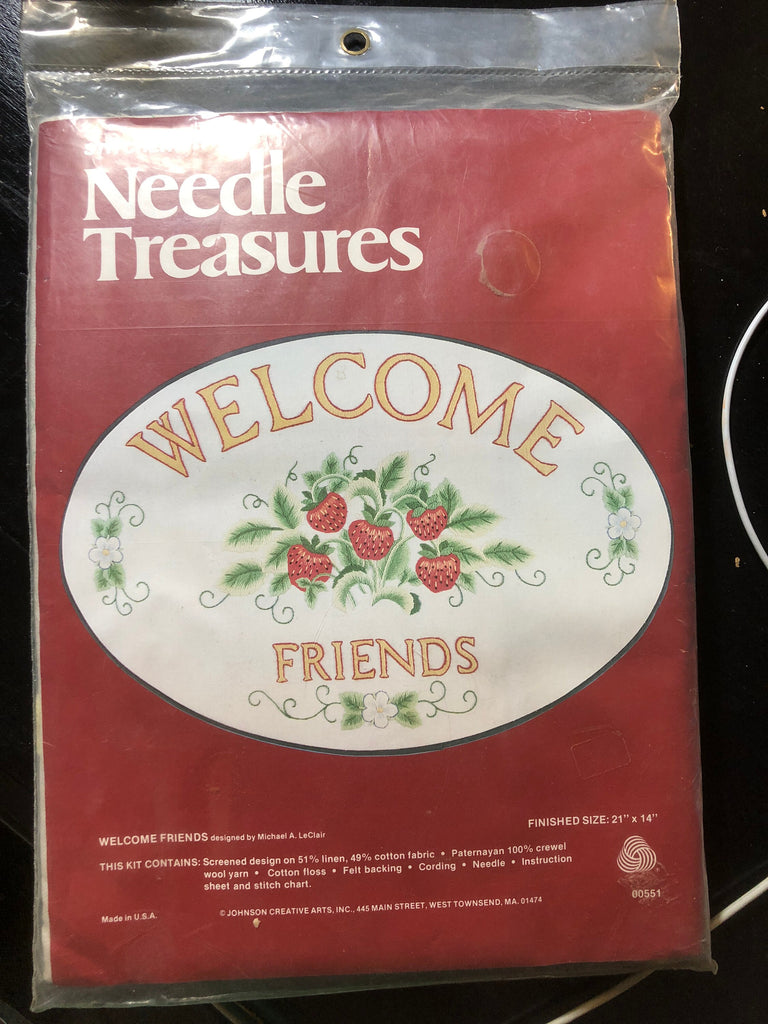 Needle
Treasures
WELCOME
FRIENDS
WELCOME FRIENDS designed by Michael A. LeClair
FINISHED SIZE: 21" x 14"
THIS KIT CONTAINS: Screened design on 51% linen, 49% cotton fabric • Paternayan 100% crewel
wool yarn • Cotton floss • Felt backing • Cording • Needle • Instruction
sheet and stitch chart.
00551
Made in U.S.A.
© JOHNSON CREATIVE ARTS, INC., 445 MAIN STREET, WEST TOWNSEND, MA. 01474